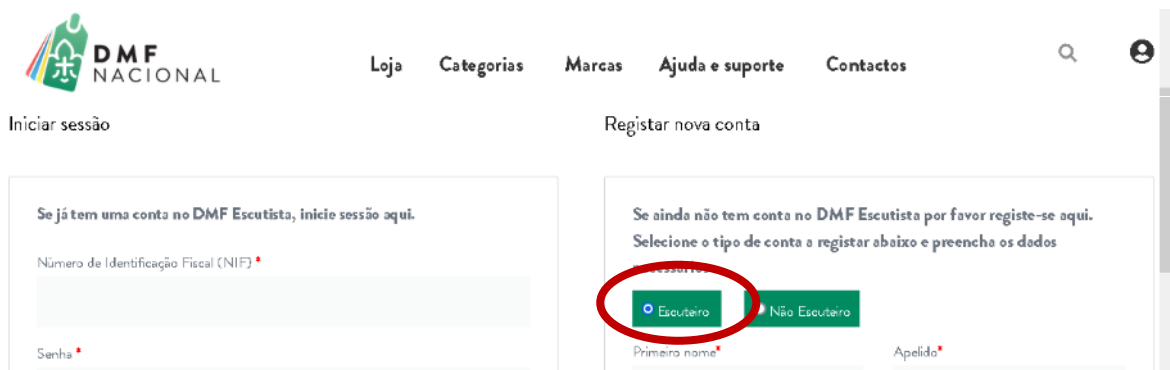 DMF
NACIONAL
Loja Categorias Marcas Ajuda e suporte Contactos
Iniciar sessão
Se já tem uma conta no DMF Escutista, inicie sessão aqui.
Número de Identificação Fiscal (NIF) *
Senha *
Registar nova conta
Se ainda não tem conta no DMF Escutista por favor registe-se aqui.
Selecione o tipo de conta a registar abaixo e preencha os dados
necessários
Escuteiro Não Escuteiro
Primeiro nome* Apelido*